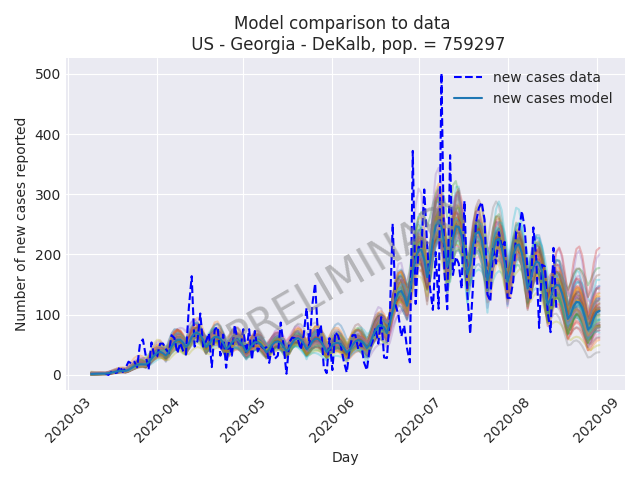 Model comparison to data
US - Georgia - DeKalb, pop. = 759297
new cases data
new cases model
Number of new cases reported
500
400
300
200
100
0
PRELIMINARY
2020-03
2020-04
2020-05
2020-06
2020-07
2020-08
2020-09
Day